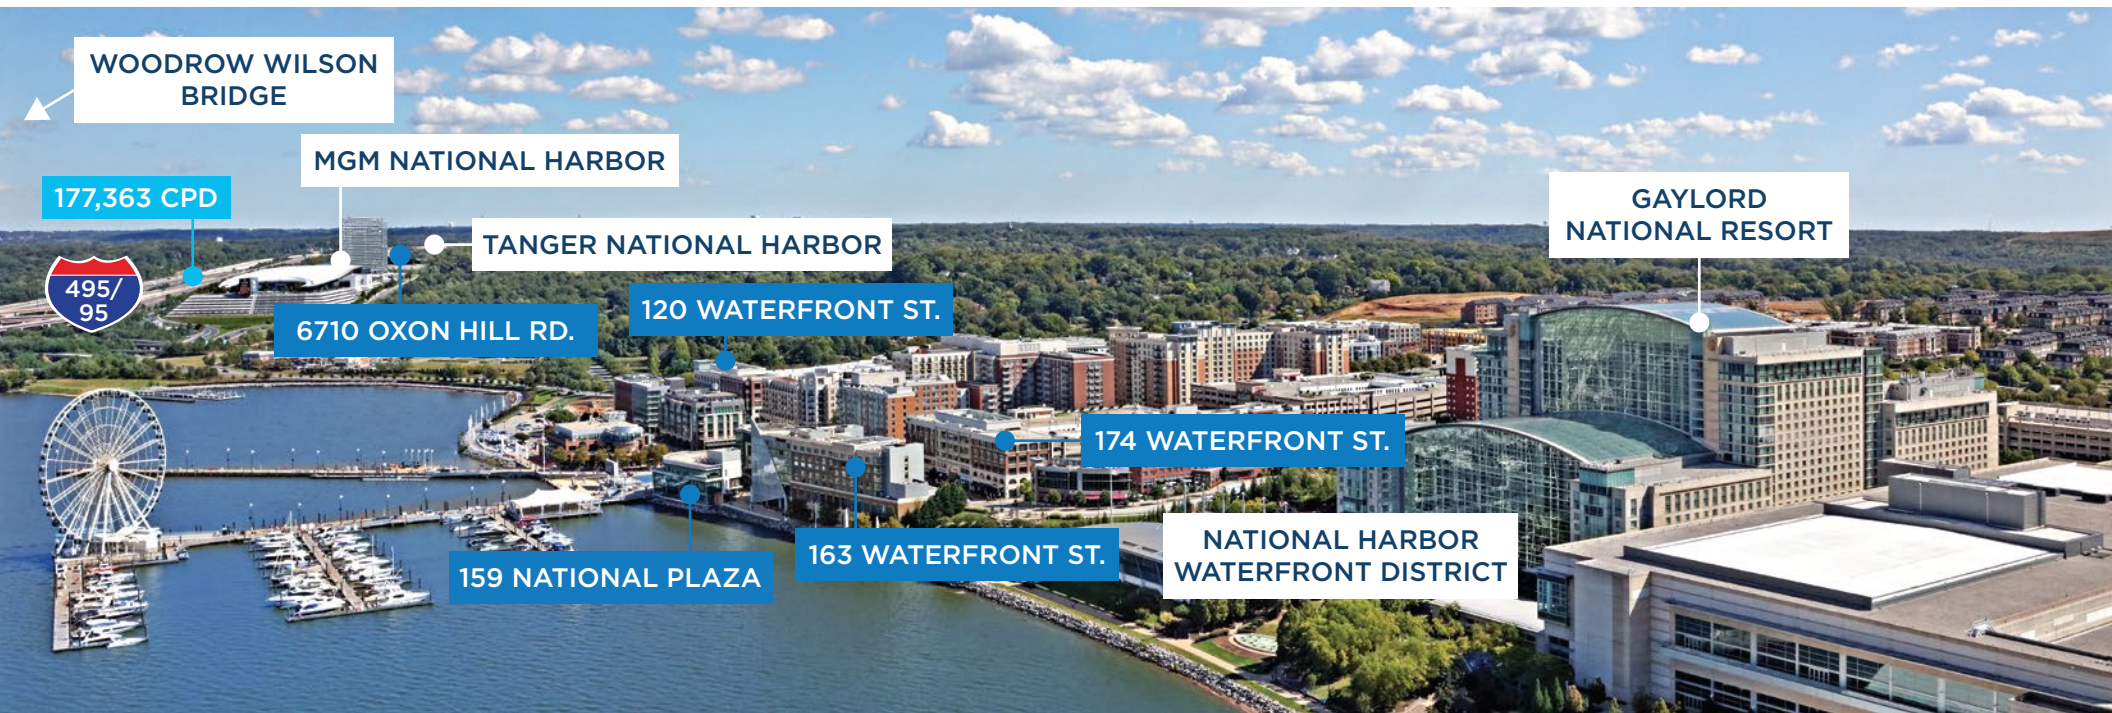 WOODROW WILSON
BRIDGE
MGM NATIONAL HARBOR
177,363 CPD
GAYLORD
NATIONAL RESORT
TANGER NATIONAL HARBOR
495/
95
120 WATERFRONT ST.
6710 OXON HILL RD.
174 WATERFRONT ST.
NATIONAL HARBOR
WATERFRONT DISTRICT
163 WATERFRONT ST.
159 NATIONAL PLAZA